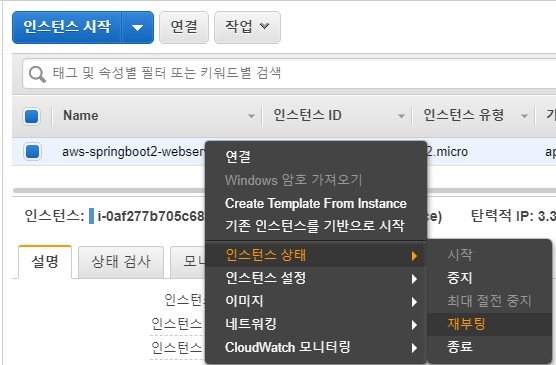 인스턴스 시작 연결 작업
태그 및 속성별 필터 또는 키워드별 검색
Name 인스턴스 ID 인스턴스 유형
aws-springboot2-webser 2.micro
연결
Windows 암호 가져오기
Create Template From Instance
기존 인스턴스를 기반으로 시작
인스턴스: i-0af277b705c68 ce) 탄력적 IP: 3.3
설명 상태 검사 모니
인스턴스 상태
인스턴스 설정
이미지
네트워킹
CloudWatch 모니터링
시작
중지
최대 절전 중지
재부팅
종료
인스턴스
인스턴스
인스턴스